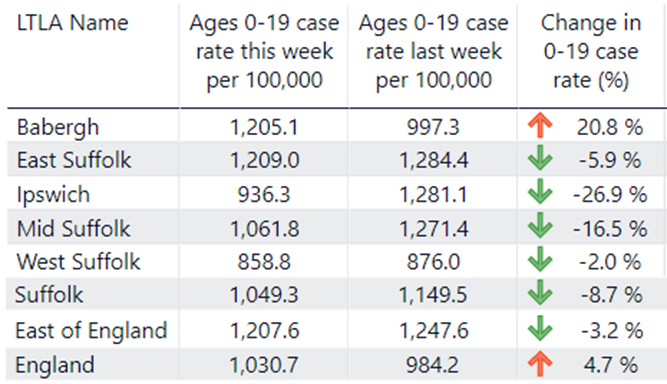 LTLA Name Ages 0-19 case Ages 0-19 case Change in
rate this week rate last week 0-19 case
per 100,000 per 100,000 rate (%)
Babergh 1,205.1 997.3 20.8 %
East Suffolk 1,209.0 1,284.4 -5.9 %
Ipswich 936.3 1,281.1 -26.9 %
Mid Suffolk 1,061.8 1,271.4 -16.5 %
West Suffolk 858.8 876.0 -2.0 %
Suffolk 1,049.3 1,149.5 -8.7 %
East of England 1,207.6 1,247.6 -3.2 %
England 1,030.7 984.2 4.7 %